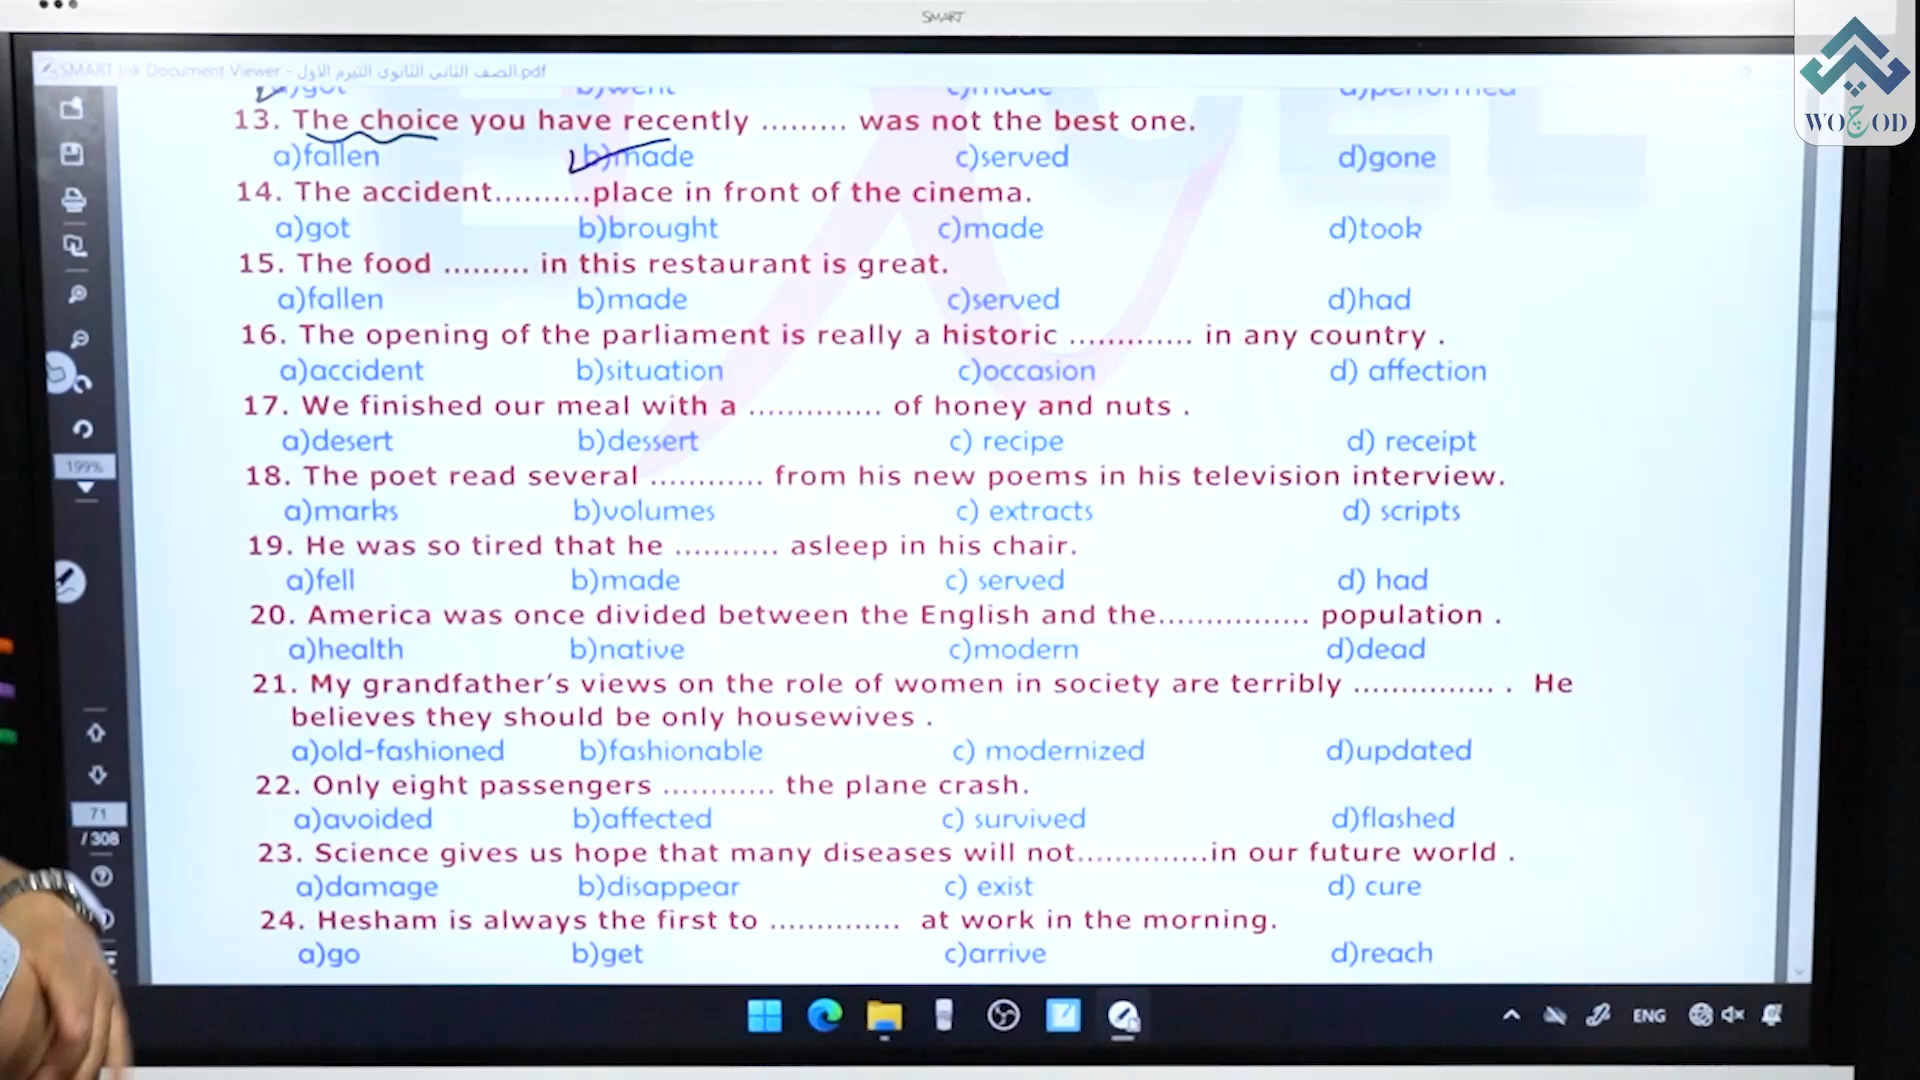 SMART
SMART Ink Document Viewer - الصف الثاني الثانوي التيرم الاول.pdf
a)got b)went c)made d)performed
13. The choice you have recently ......... was not the best one.
a)fallen b)made c)served d)gone
14. The accident..........place in front of the cinema.
a)got b)brought c)made d)took
15. The food ......... in this restaurant is great.
a)fallen b)made c)served d)had
16. The opening of the parliament is really a historic ............. in any country .
a)accident b)situation c)occasion d) affection
17. We finished our meal with a .............. of honey and nuts .
a)desert b)dessert c) recipe d) receipt
18. The poet read several ............ from his new poems in his television interview.
a)marks b)volumes c) extracts d) scripts
19. He was so tired that he ........... asleep in his chair.
a)fell b)made c) served d) had
20. America was once divided between the English and the................ population .
a)health b)native c)modern d)dead
21. My grandfather's views on the role of women in society are terribly ............... . He
believes they should be only housewives .
a)old-fashioned b)fashionable c) modernized d)updated
22. Only eight passengers ............ the plane crash.
a)avoided b)affected c) survived d)flashed
23. Science gives us hope that many diseases will not..............in our future world .
a)damage b)disappear c) exist d) cure
24. Hesham is always the first to .............. at work in the morning.
a)go b)get c)arrive d)reach
199%
71
/ 308
ENG
WOجOD